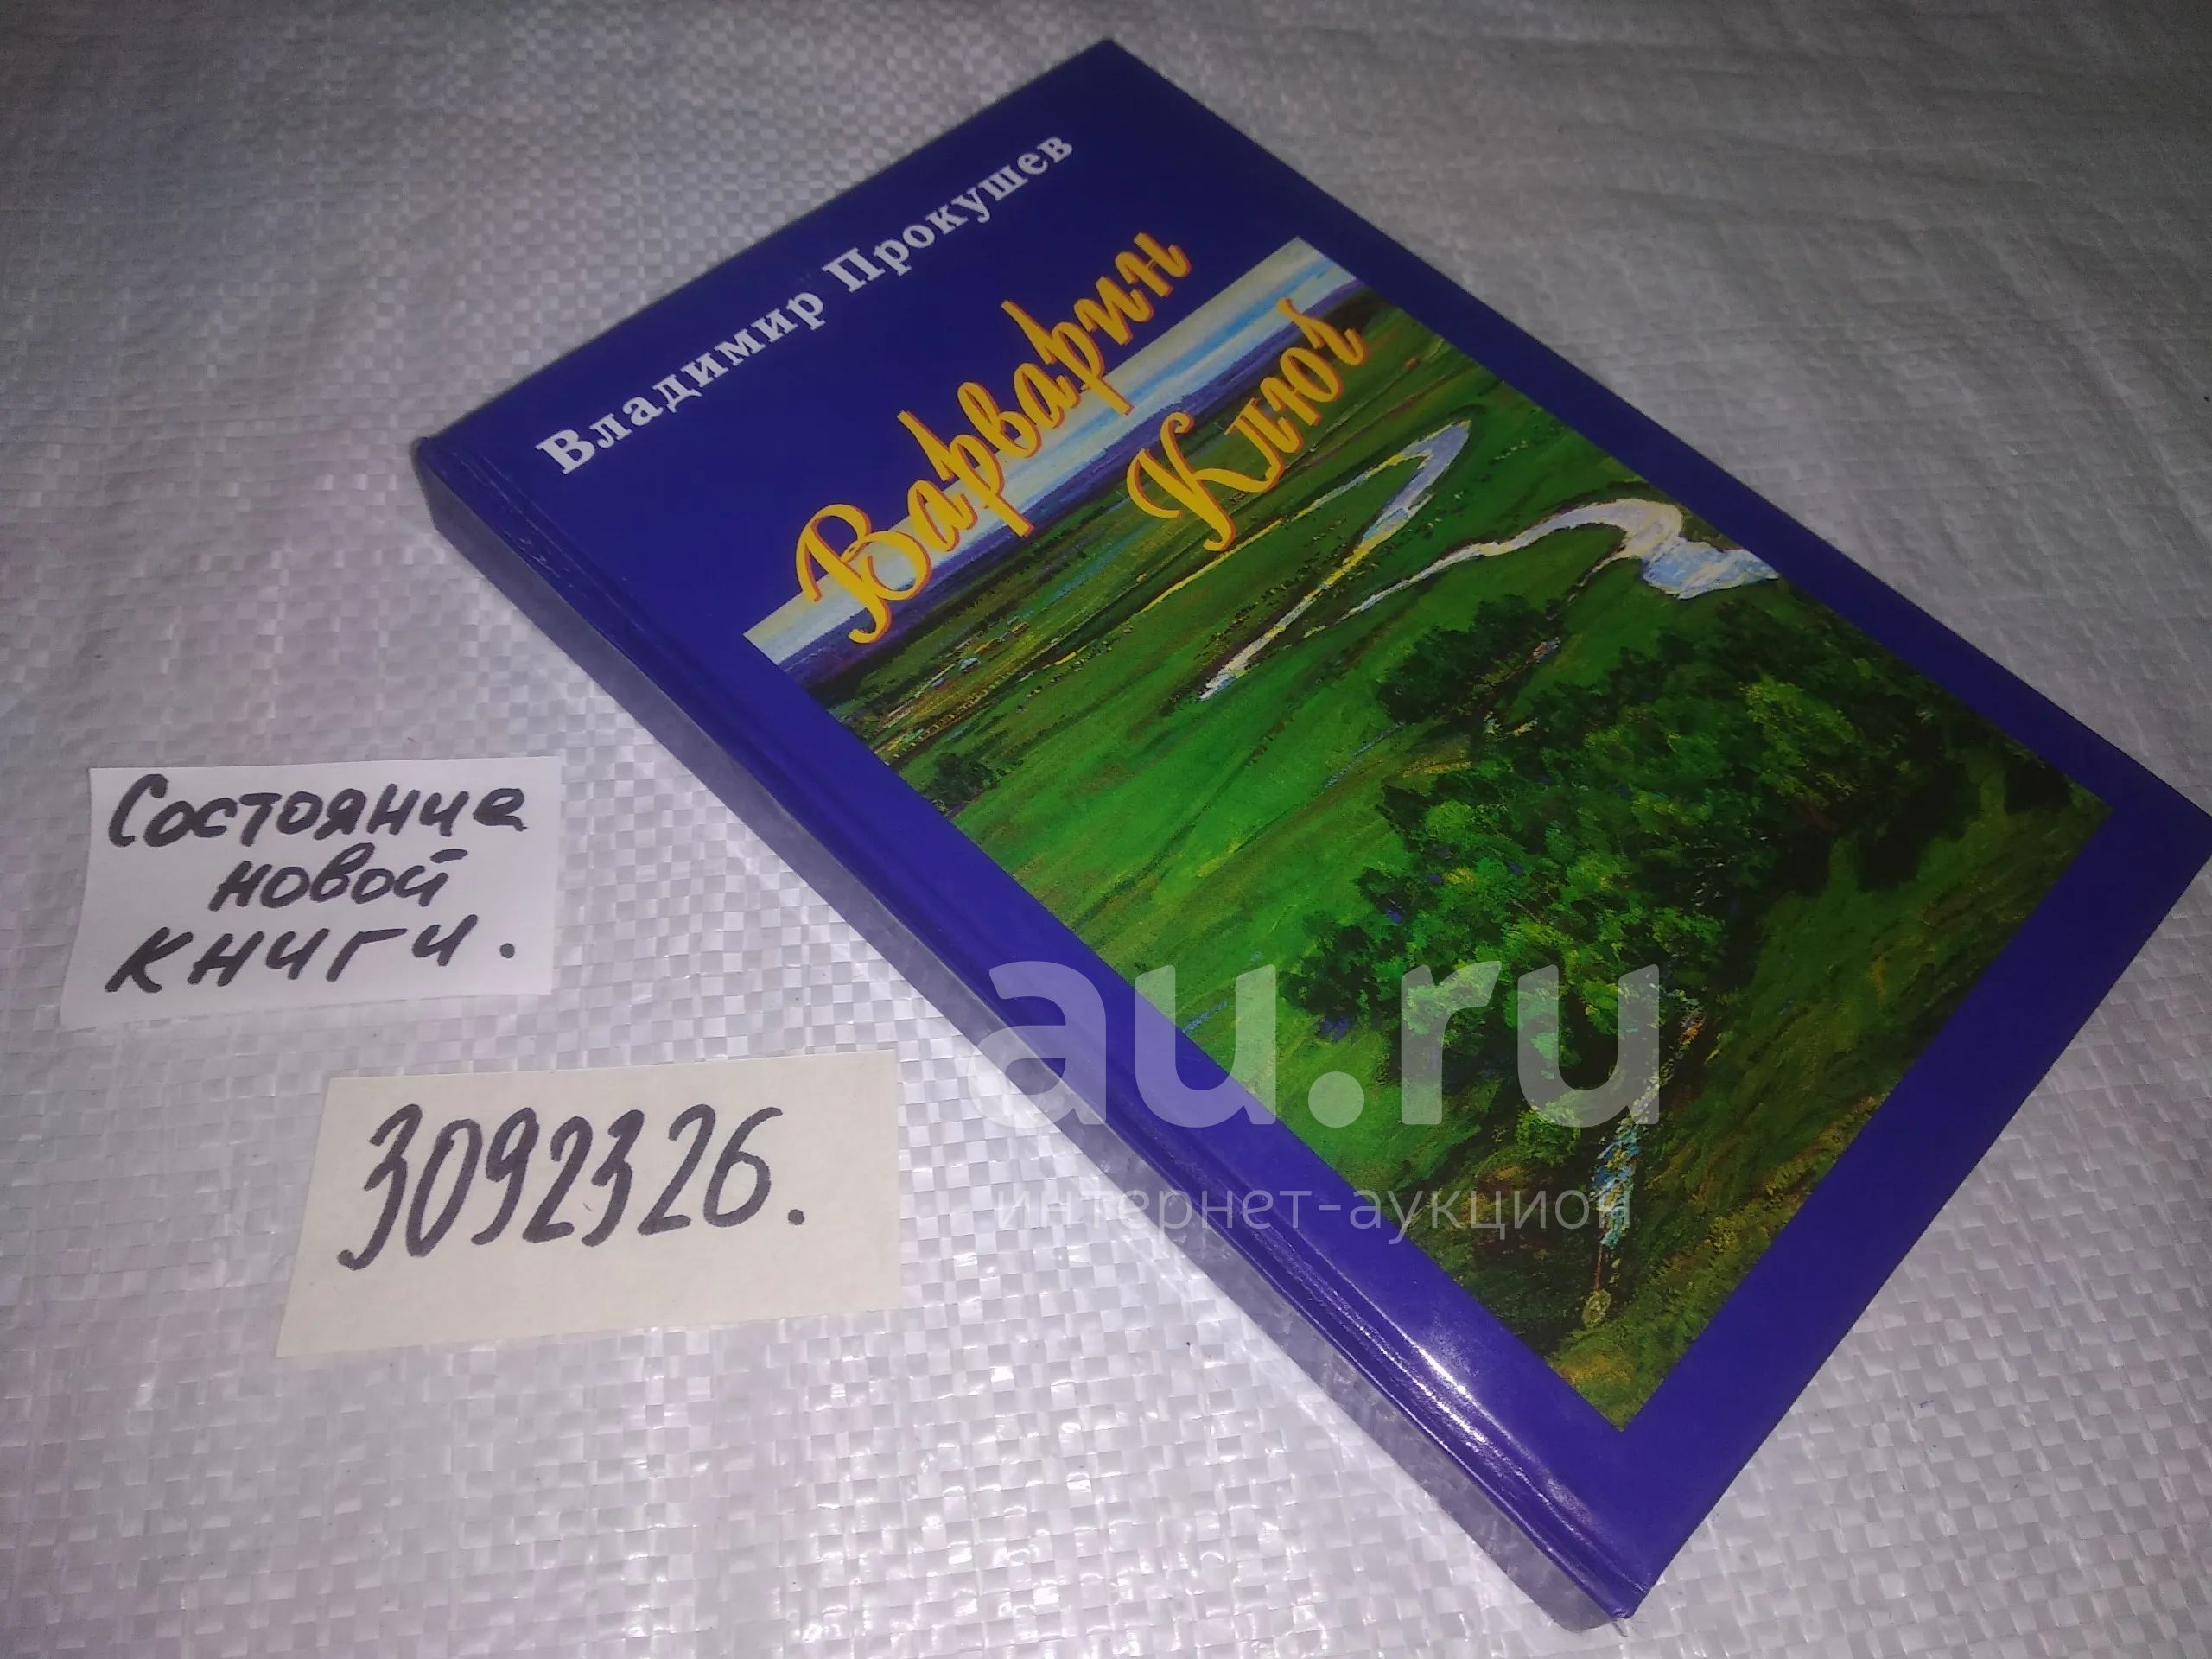 Владимир Прокушев
Варварин
Ключ
Состояние
новой
книги.
3092326.
au.ru
интернет-аукцион